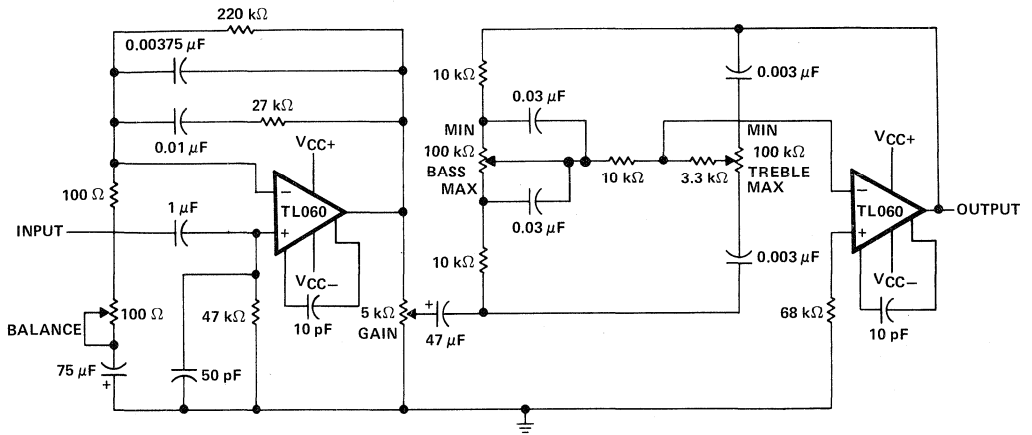 220 kΩ
0.00375 µF
27 kΩ
0.01 µF
VCC+
100 Ω
−
TL060
+
1 µF
INPUT
VCC−
10 pF
100 Ω
BALANCE
47 kΩ
75 µF
+
50 pF
5 kΩ
GAIN
+
47 µF
10 kΩ
0.03 µF
MIN
100 kΩ
BASS
MAX
0.03 µF
10 kΩ
10 kΩ
3.3 kΩ
0.003 µF
MIN
100 kΩ
TREBLE
MAX
0.003 µF
VCC+
−
TL060
+
OUTPUT
VCC−
68 kΩ
10 pF